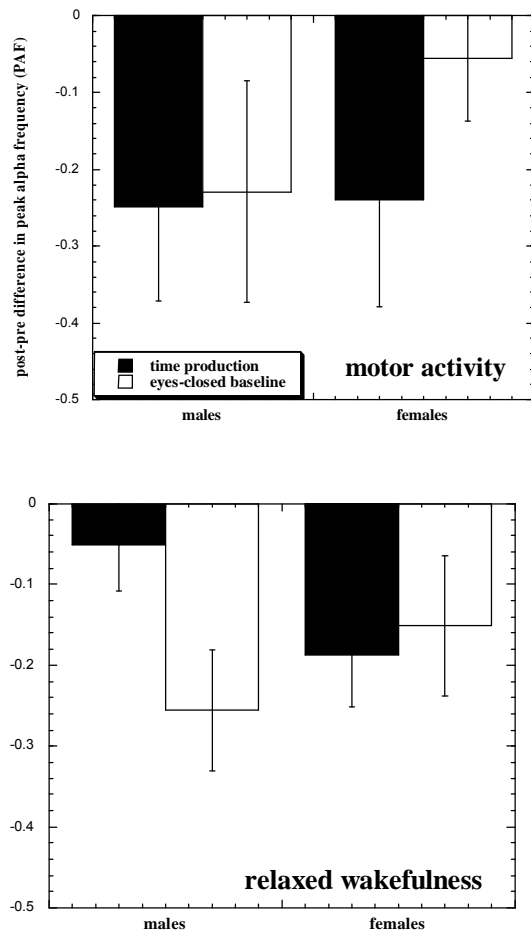 post-pre difference in peak alpha frequency (PAF)
0
-0.1
-0.2
-0.3
-0.4
-0.5
time production
eyes-closed baseline
motor activity
males
females
0
-0.1
-0.2
-0.3
-0.4
-0.5
relaxed wakefulness
males
females